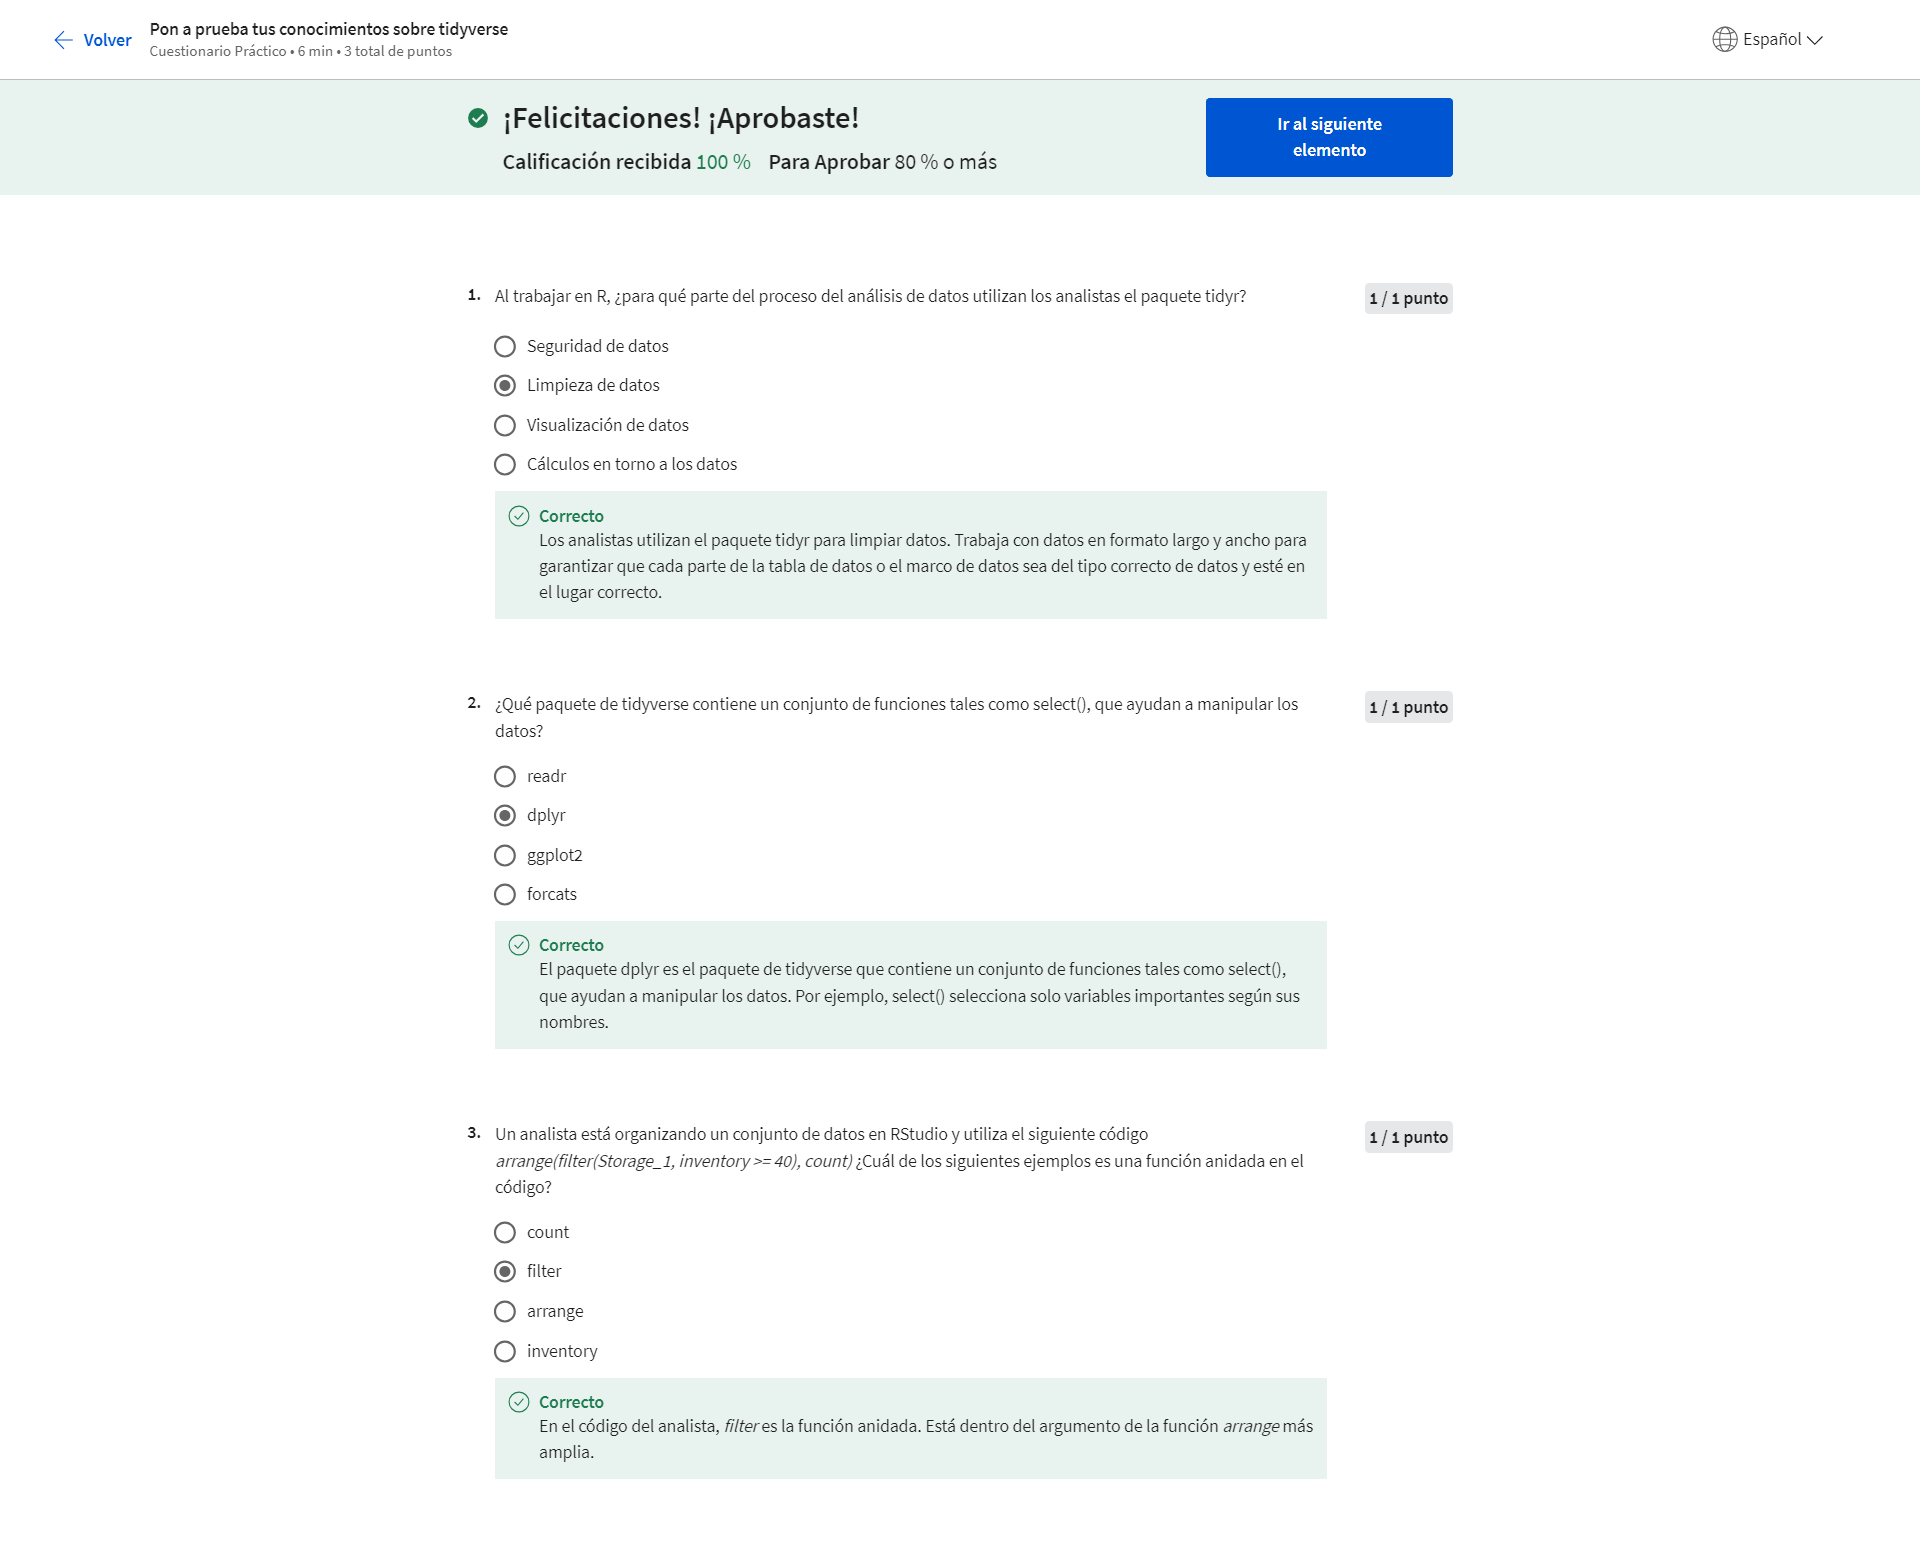 Volver
Pon a prueba tus conocimientos sobre tidyverse
Cuestionario Práctico • 6 min • 3 total de puntos
Español
¡Felicitaciones! ¡Aprobaste!
Calificación recibida 100 % Para Aprobar 80 % o más
Ir al siguiente
elemento
1. Al trabajar en R, ¿para qué parte del proceso del análisis de datos utilizan los analistas el paquete tidyr?
1 / 1 punto
Seguridad de datos
Limpieza de datos
Visualización de datos
Cálculos en torno a los datos
Correcto
Los analistas utilizan el paquete tidyr para limpiar datos. Trabaja con datos en formato largo y ancho para
garantizar que cada parte de la tabla de datos o el marco de datos sea del tipo correcto de datos y esté en
el lugar correcto.
2. ¿Qué paquete de tidyverse contiene un conjunto de funciones tales como select(), que ayudan a manipular los
datos?
1 / 1 punto
readr
dplyr
ggplot2
forcats
Correcto
El paquete dplyr es el paquete de tidyverse que contiene un conjunto de funciones tales como select(),
que ayudan a manipular los datos. Por ejemplo, select() selecciona solo variables importantes según sus
nombres.
3. Un analista está organizando un conjunto de datos en RStudio y utiliza el siguiente código
arrange(filter(Storage_1, inventory >= 40), count) ¿Cuál de los siguientes ejemplos es una función anidada en el
código?
1 / 1 punto
count
filter
arrange
inventory
Correcto
En el código del analista, filter es la función anidada. Está dentro del argumento de la función arrange más
amplia.